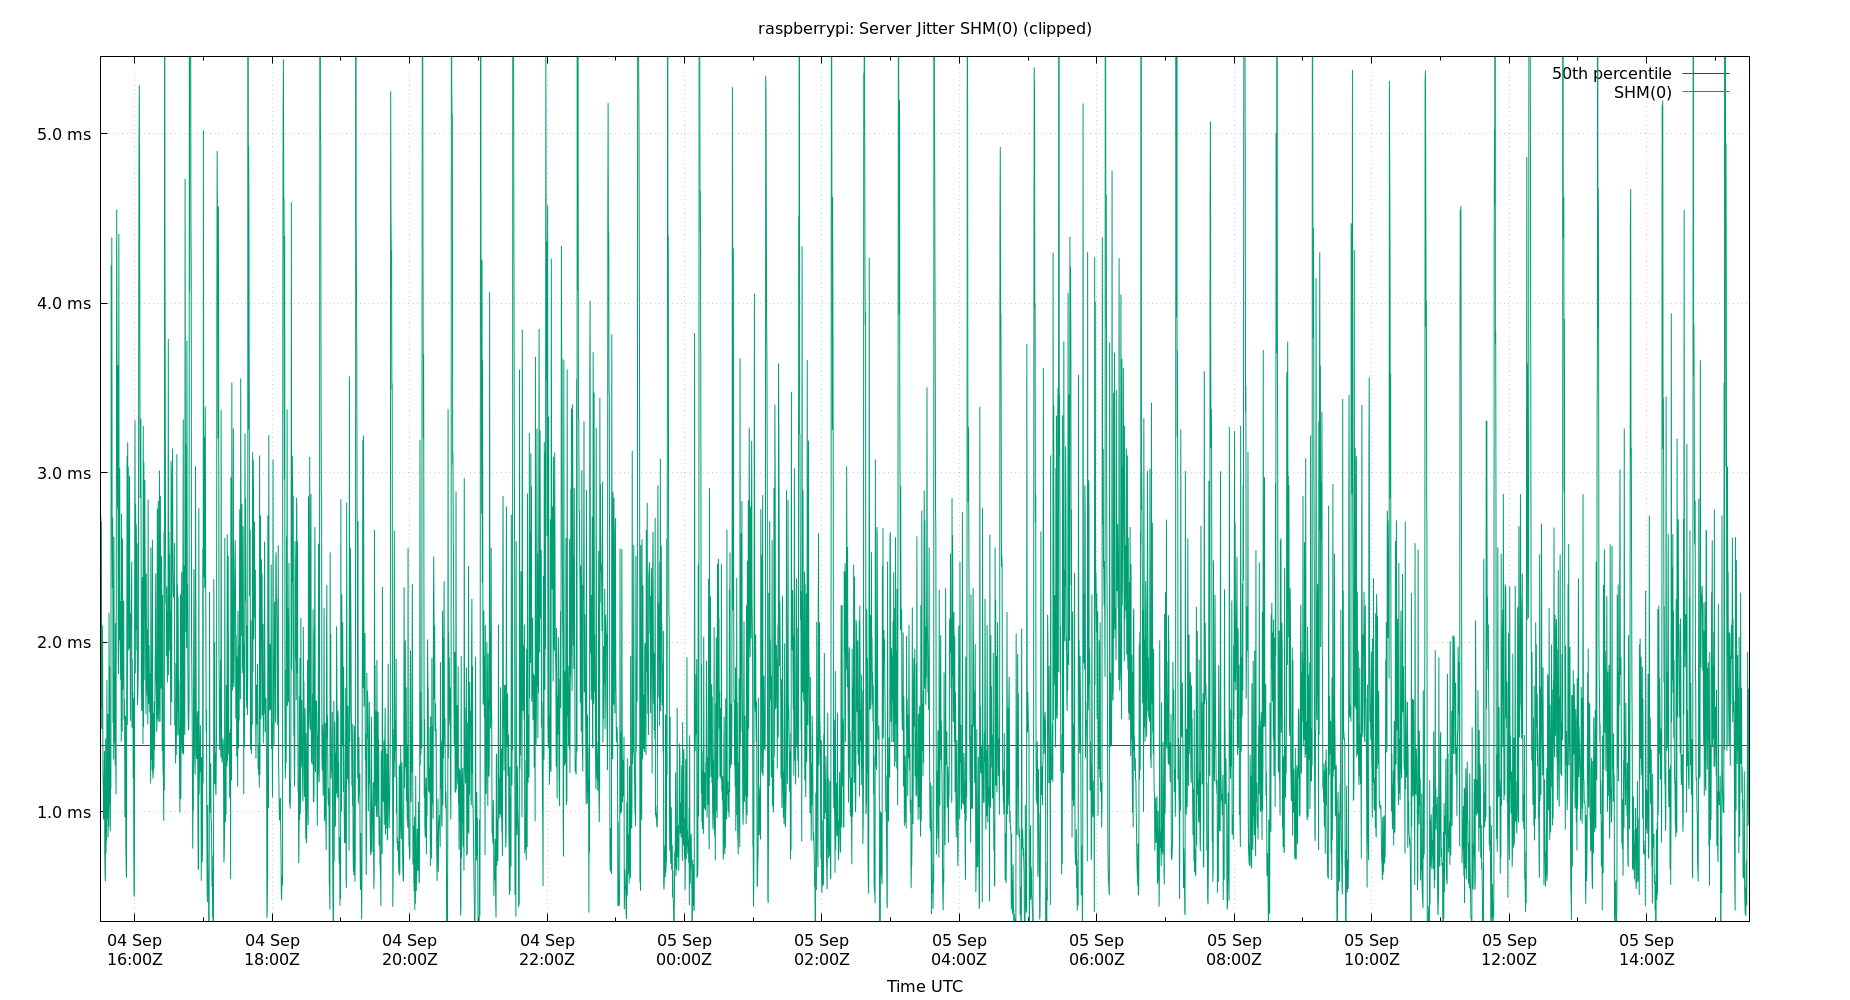 raspberrypi: Server Jitter SHM(0) (clipped)
50th percentile
SHM(0)
5.0 ms
4.0 ms
3.0 ms
2.0 ms
1.0 ms
04 Sep 04 Sep 04 Sep 04 Sep 05 Sep 05 Sep 05 Sep 05 Sep 05 Sep 05 Sep 05 Sep 05 Sep
16:00Z 18:00Z 20:00Z 22:00Z 00:00Z 02:00Z 04:00Z 06:00Z 08:00Z 10:00Z 12:00Z 14:00Z
Time UTC